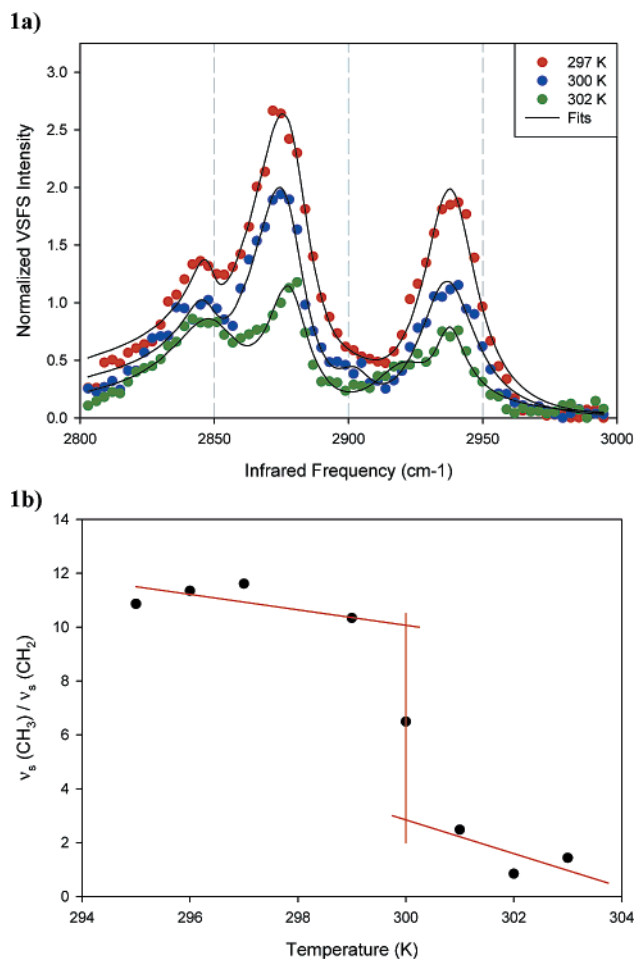 1a)
Normalized VSFS Intensity
3.0
2.5
2.0
1.5
1.0
0.5
0.0
297 K
300 K
302 K
Fits
2800 2850 2900 2950 3000
Infrared Frequency (cm-1)
1b)
νs (CH3) / νs (CH2)
14
12
10
8
6
4
2
0
294 296 298 300 302 304
Temperature (K)